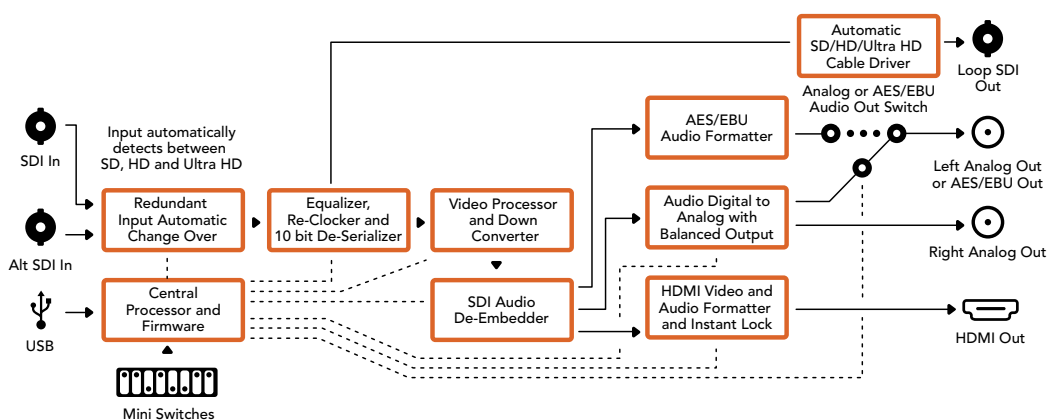 Automatic
SD/HD/Ultra HD
Cable Driver
Loop SDI
Out
Analog or AES/EBU
Audio Out Switch
AES/EBU
Audio Formatter
SDI In
Input automatically
detects between
SD, HD and Ultra HD
Left Analog Out
or AES/EBU Out
Redundant
Input Automatic
Change Over
Equalizer,
Re-Clocker and
10 bit De-Serializer
Video Processor
and Down
Converter
Audio Digital to
Analog with
Balanced Output
Alt SDI In
Right Analog Out
Central
Processor and
Firmware
SDI Audio
De-Embedder
HDMI Video and
Audio Formatter
and Instant Lock
USB
HDMI Out
Mini Switches